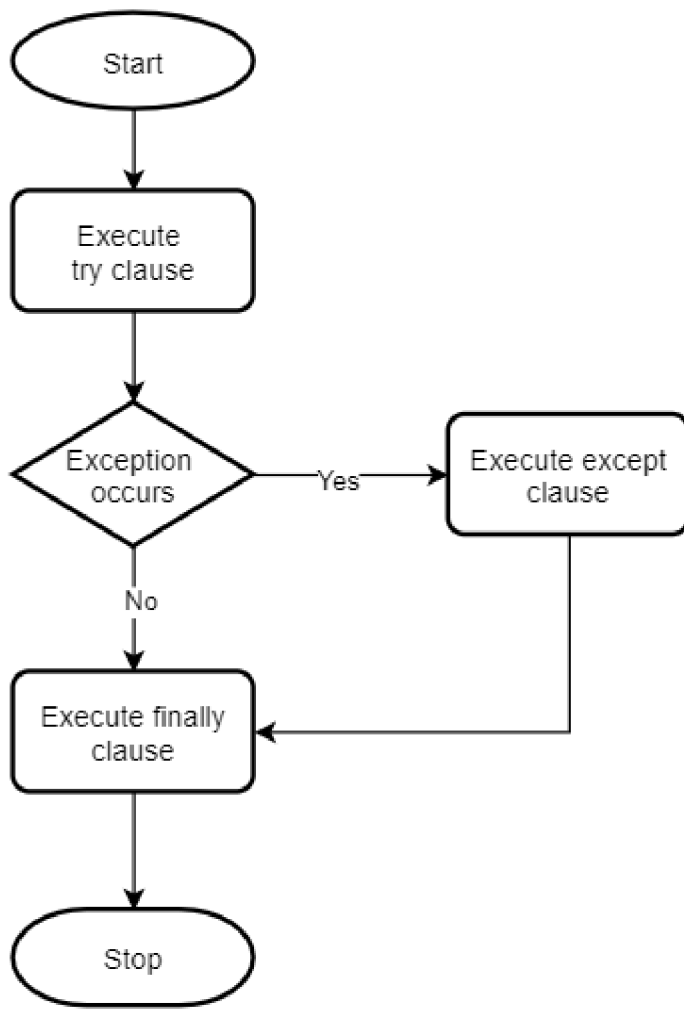 Start
Execute
try clause
Exception
occurs
Yes
Execute except
clause
No
Execute finally
clause
Stop